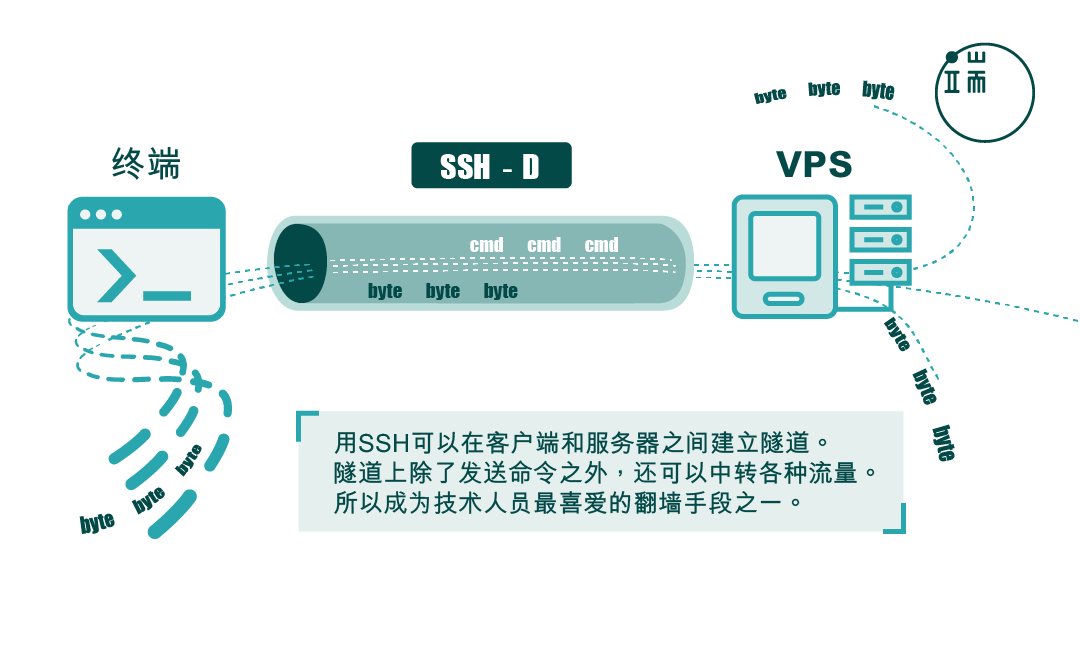 byte byte byte
端
终端
SSH - D
VPS
cmd cmd cmd
byte byte byte
byte
byte
byte
byte
byte
byte
用SSH可以在客户端和服务器之间建立隧道。
隧道上除了发送命令之外，还可以中转各种流量。
所以成为技术人员最喜爱的翻墙手段之一。